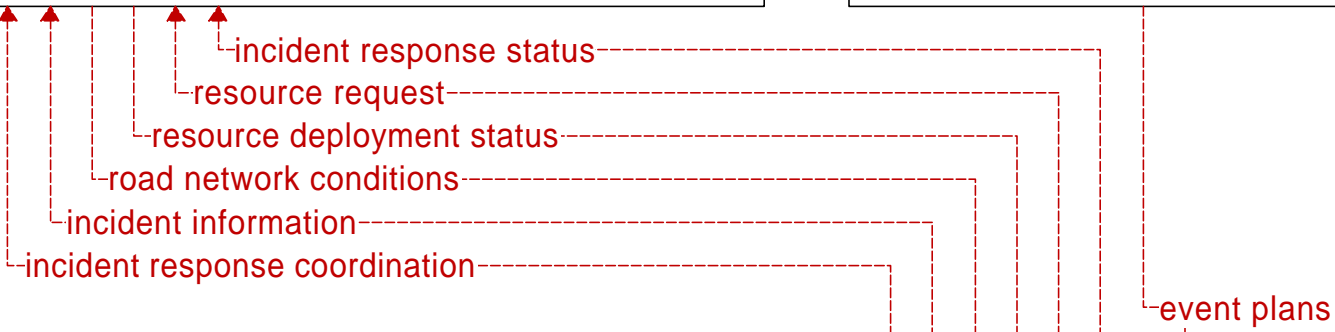 incident response status
resource request
resource deployment status
road network conditions
incident information
incident response coordination
event plans